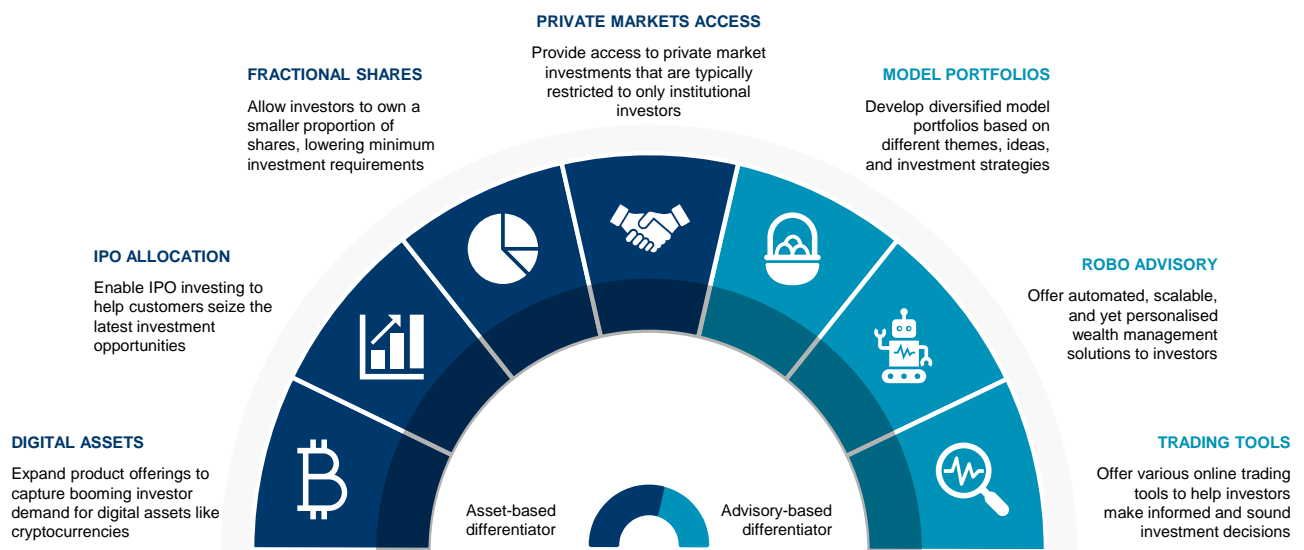 PRIVATE MARKETS ACCESS
Provide access to private market
investments that are typically
restricted to only institutional
investors
FRACTIONAL SHARES
Allow investors to own a
smaller proportion of
shares, lowering minimum
investment requirements
MODEL PORTFOLIOS
Develop diversified model
portfolios based on
different themes, ideas,
and investment strategies
IPO ALLOCATION
Enable IPO investing to
help customers seize the
latest investment
opportunities
ROBO ADVISORY
Offer automated, scalable,
and yet personalised
wealth management
solutions to investors
DIGITAL ASSETS
Expand product offerings to
capture booming investor
demand for digital assets like
cryptocurrencies
TRADING TOOLS
Offer various online trading
tools to help investors
make informed and sound
investment decisions
Asset-based
differentiator
Advisory-based
differentiator